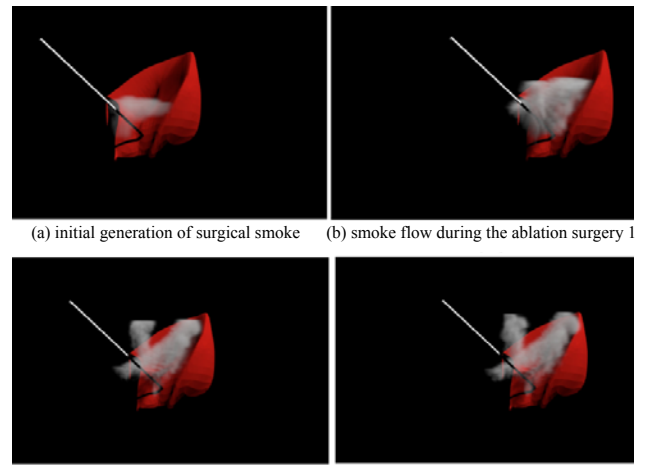 (a) initial generation of surgical smoke
(b) smoke flow during the ablation surgery 1